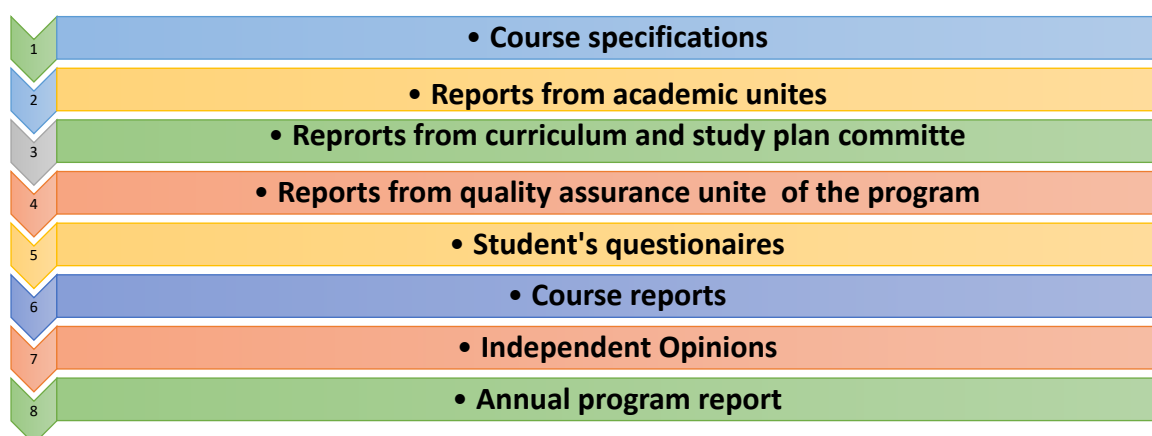 1
• Course specifications
2
• Reports from academic unites
3
• Reprorts from curriculum and study plan committe
4
• Reports from quality assurance unite of the program
5
• Student's questionaires
6
• Course reports
7
• Independent Opinions
8
• Annual program report